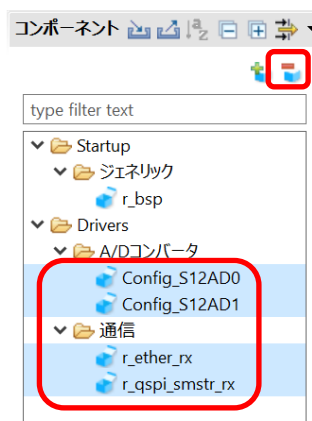 コンポーネント
type filter text
Startup
ジェネリック
r_bsp
Drivers
A/Dコンバータ
Config_S12AD0
Config_S12AD1
通信
r_ether_rx
r_qspi_smstr_rx